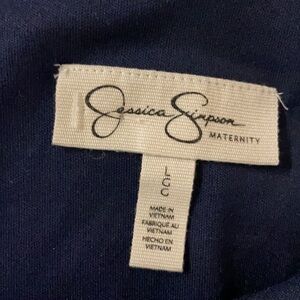 Jessica Simpson
MATERNITY
L
G
G
MADE IN
VIETNAM
FABRIQUÉ AU
VIETNAM
HECHO EN
VIETNAM